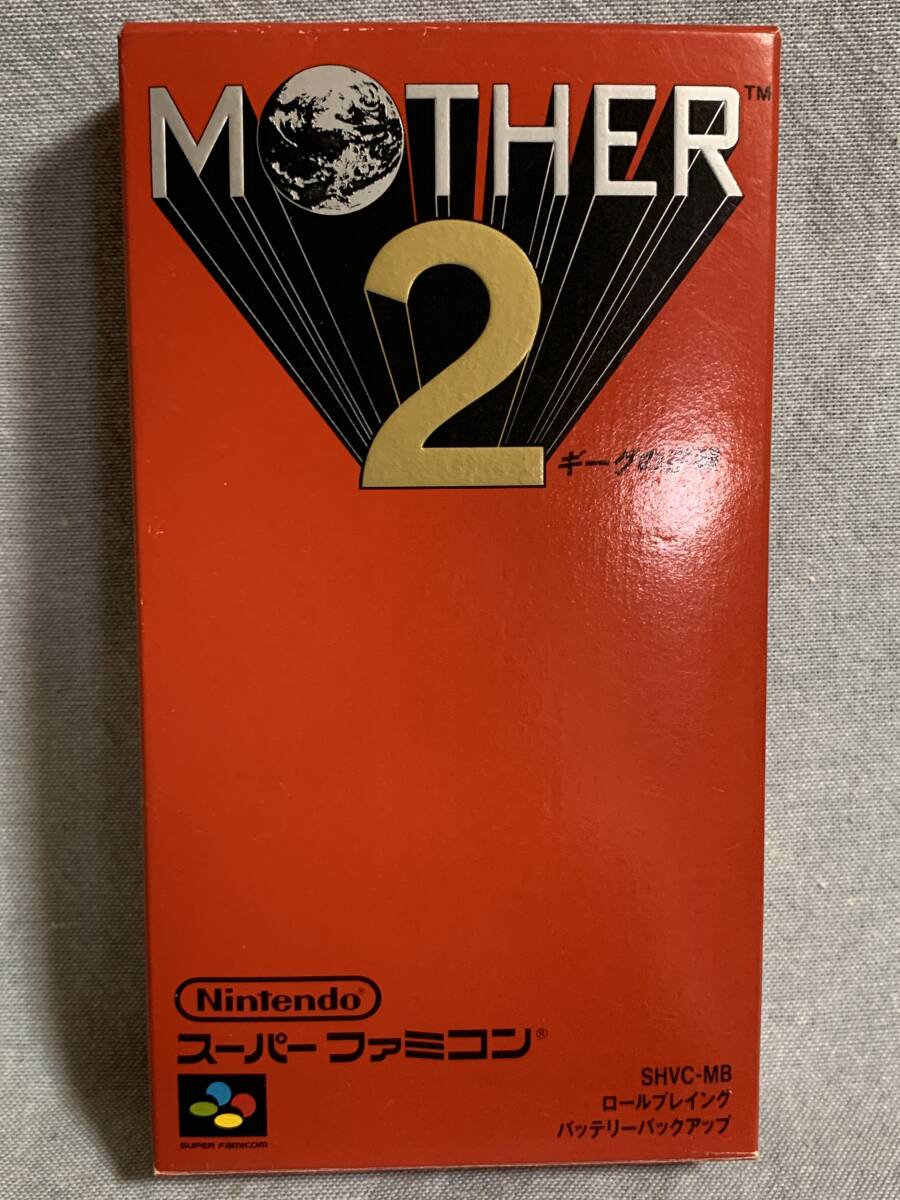 MOTHER™
2
ギーグの逆襲
Nintendo®
スーパーファミコン®
SUPER FAMICOM
SHVC-MB
ロールプレイング
バッテリーバックアップ